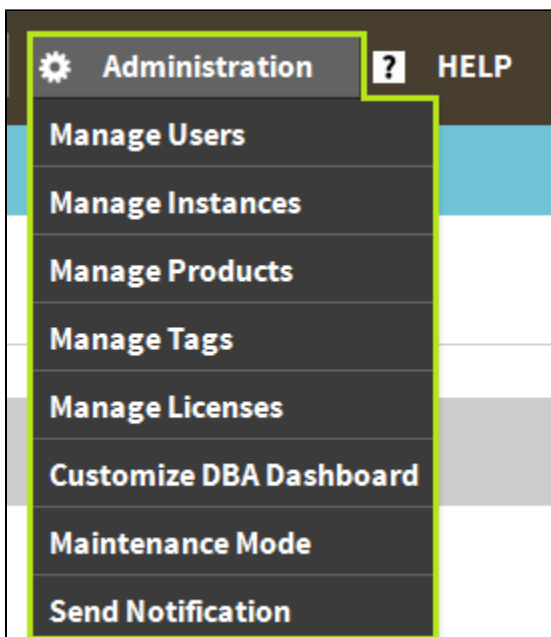 Administration ? HELP
Manage Users
Manage Instances
Manage Products
Manage Tags
Manage Licenses
Customize DBA Dashboard
Maintenance Mode
Send Notification